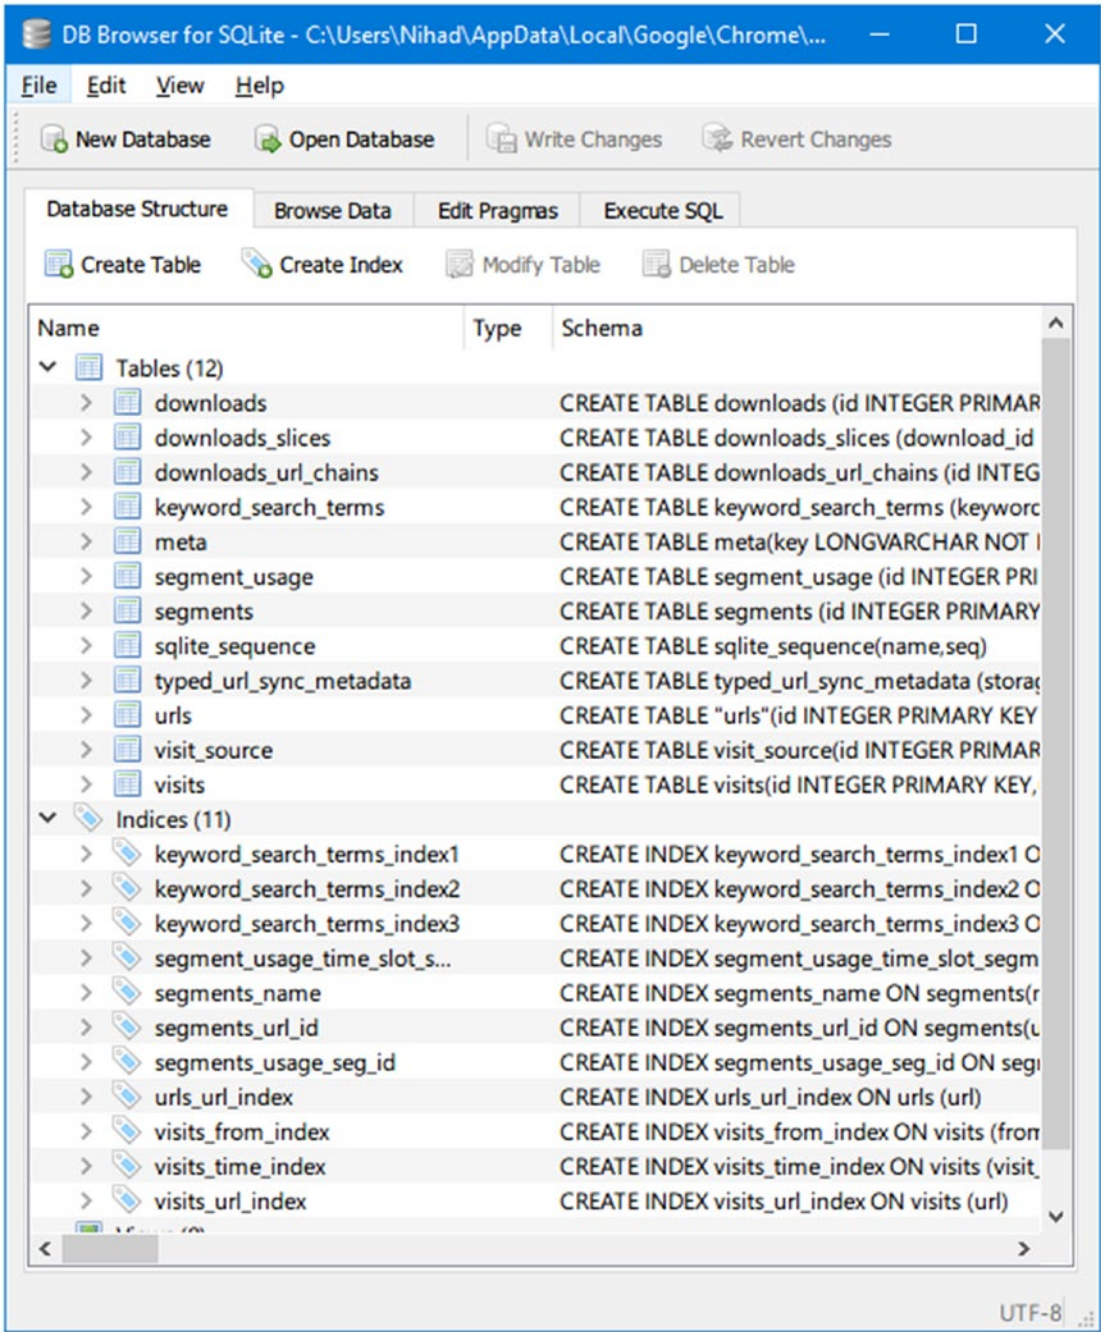 DB Browser for SQLite - C:\Users\Nihad\AppData\Local\Google\Chrome\...
File Edit View Help
New Database Open Database Write Changes Revert Changes
Database Structure Browse Data Edit Pragmas Execute SQL
Create Table Create Index Modify Table Delete Table
Name Type Schema
Tables (12)
downloads CREATE TABLE downloads (id INTEGER PRIMAR
downloads_slices CREATE TABLE downloads_slices (download_id
downloads_url_chains CREATE TABLE downloads_url_chains (id INTEG
keyword_search_terms CREATE TABLE keyword_search_terms (keyword
meta CREATE TABLE meta(key LONGVARCHAR NOT
segment_usage CREATE TABLE segment_usage (id INTEGER PRI
segments CREATE TABLE segments (id INTEGER PRIMARY
sqlite_sequence CREATE TABLE sqlite_sequence(name,seq)
typed_url_sync_metadata CREATE TABLE typed_url_sync_metadata (storag
urls CREATE TABLE "urls"(id INTEGER PRIMARY KEY
visit_source CREATE TABLE visit_source(id INTEGER PRIMAR
visits CREATE TABLE visits(id INTEGER PRIMARY KEY,
Indices (11)
keyword_search_terms_index1 CREATE INDEX keyword_search_terms_index1 O
keyword_search_terms_index2 CREATE INDEX keyword_search_terms_index2 O
keyword_search_terms_index3 CREATE INDEX keyword_search_terms_index3 O
segment_usage_time_slot_s... CREATE INDEX segment_usage_time_slot_segm
segments_name CREATE INDEX segments_name ON segments(
segments_url_id CREATE INDEX segments_url_id ON segments(u
segments_usage_seg_id CREATE INDEX segments_usage_seg_id ON seg
urls_url_index CREATE INDEX urls_url_index ON urls (url)
visits_from_index CREATE INDEX visits_from_index ON visits (from
visits_time_index CREATE INDEX visits_time_index ON visits (visit_
visits_url_index CREATE INDEX visits_url_index ON visits (url)
UTF-8